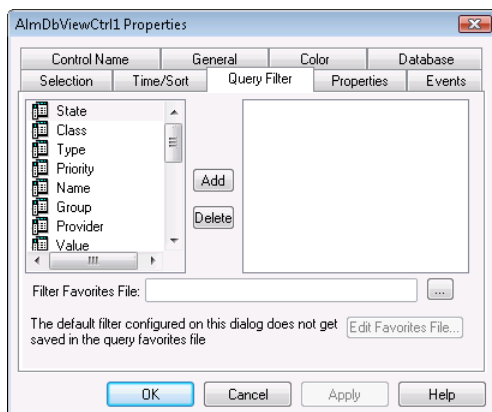 AlmDbViewCtrl1 Properties
Control Name General Color Database
Selection Time/Sort Query Filter Properties Events
State
Class
Type
Priority
Name
Group
Provider
Value
Add
Delete
Filter Favorites File:
...
The default filter configured on this dialog does not get
saved in the query favorites file
Edit Favorites File...
OK Cancel Apply Help